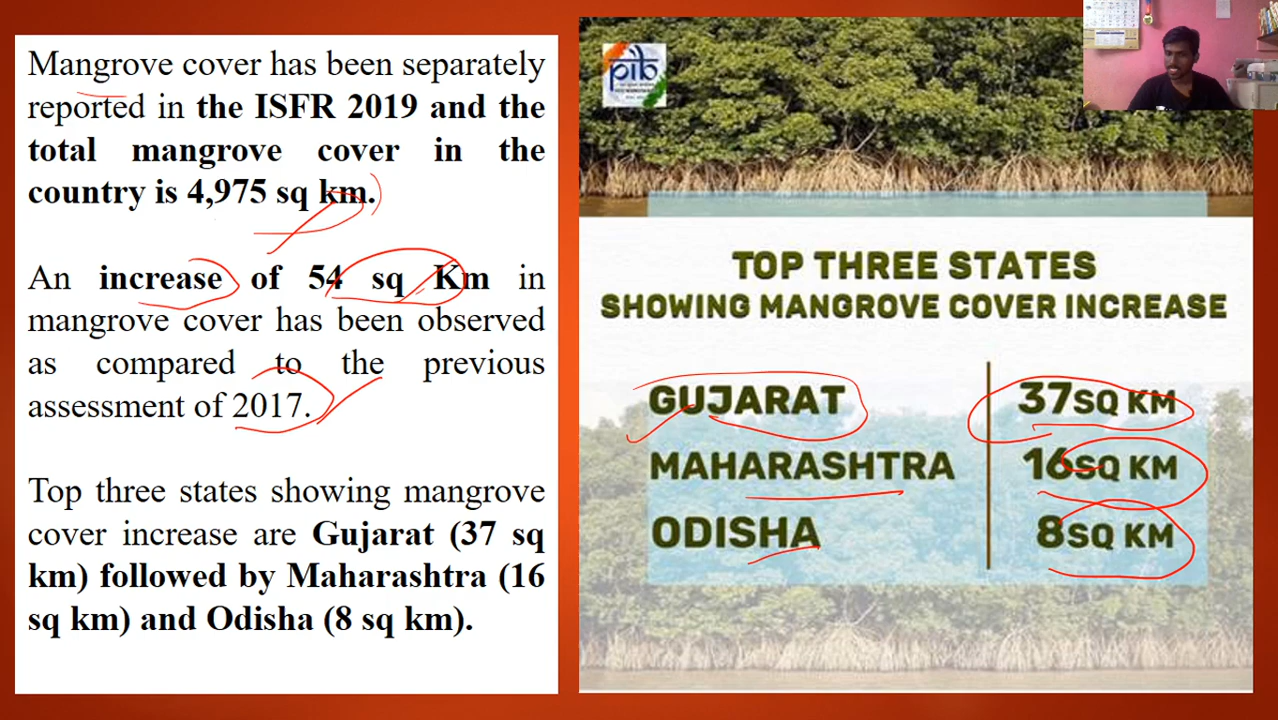 Mangrove cover has been separately
reported in the ISFR 2019 and the
total mangrove cover in the
country is 4,975 sq km.
An increase of 54 sq Km in
mangrove cover has been observed
as compared to the previous
assessment of 2017.
Top three states showing mangrove
cover increase are Gujarat (37 sq
km) followed by Maharashtra (16
sq km) and Odisha (8 sq km).
pib
TOP THREE STATES
SHOWING MANGROVE COVER INCREASE
GUJARAT 37SQ KM
MAHARASHTRA 16SQ KM
ODISHA 8SQ KM